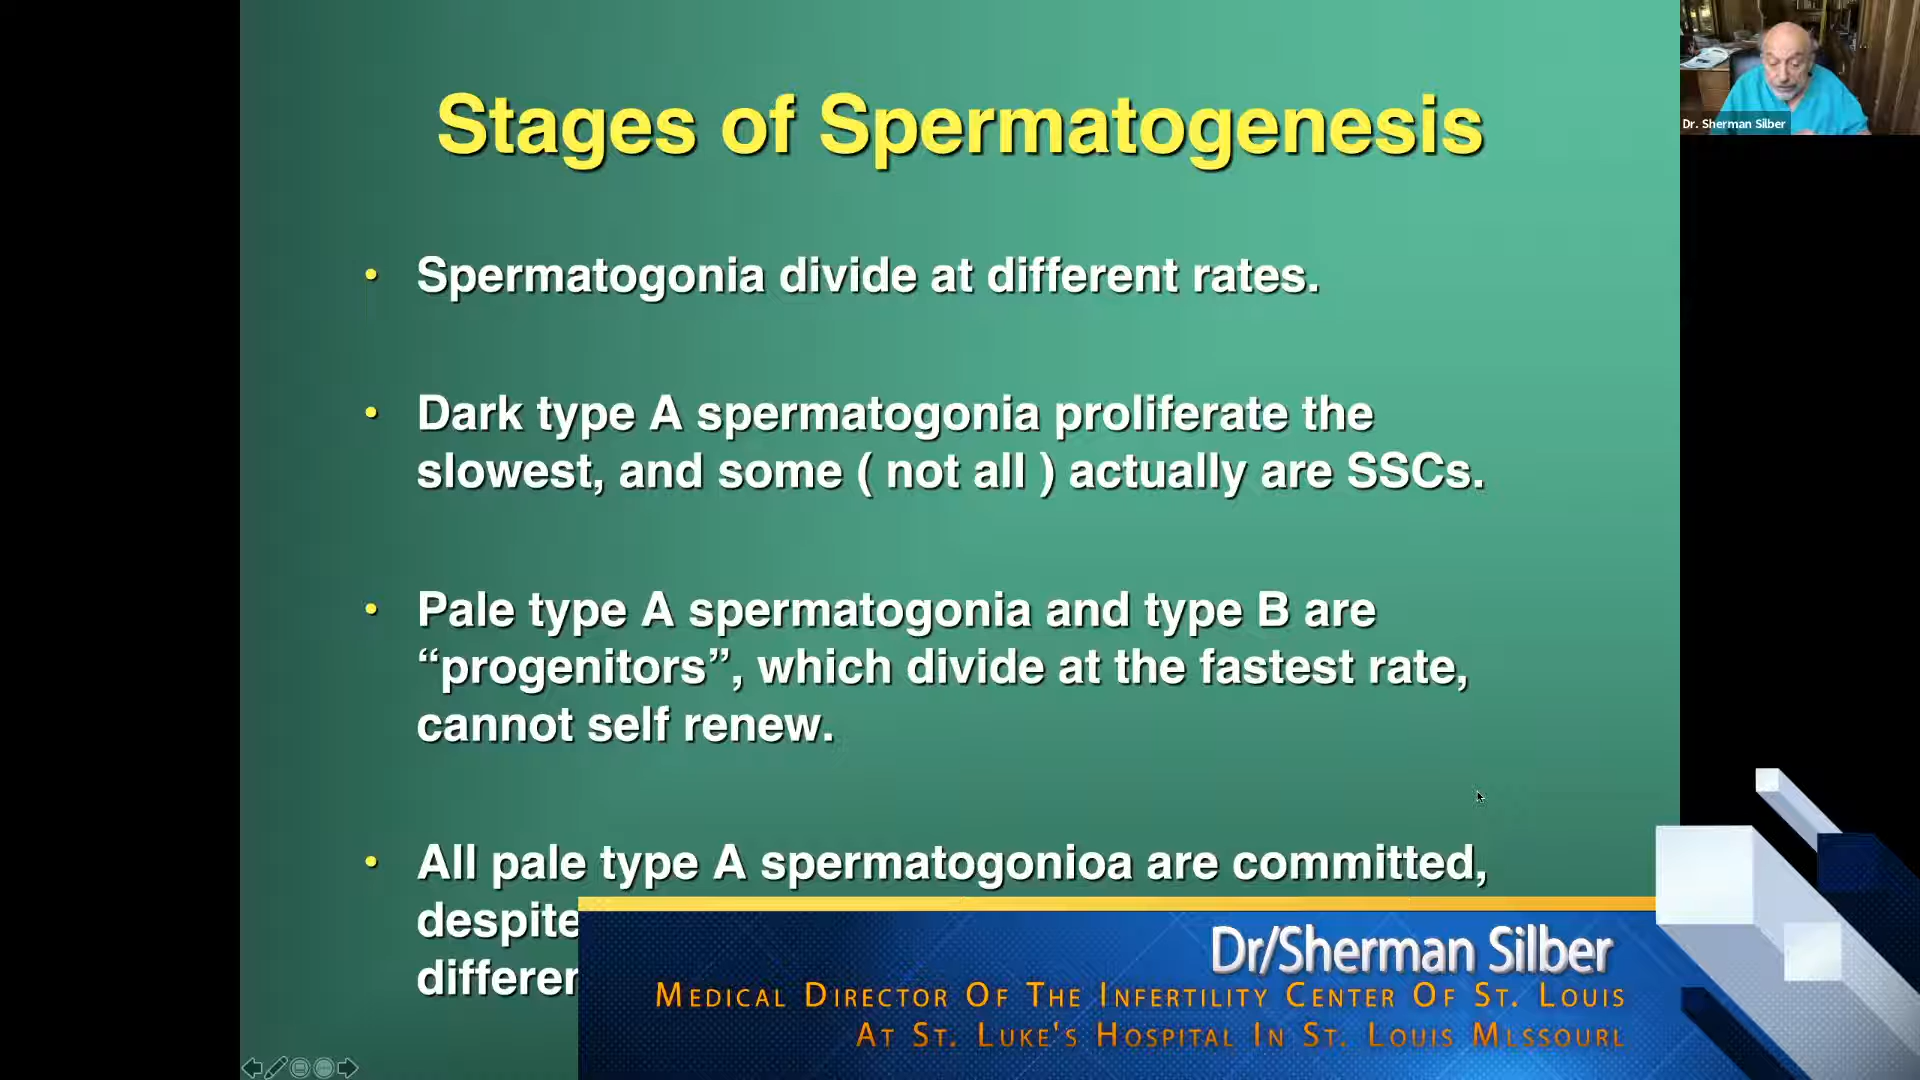 Stages of Spermatogenesis
Dr. Sherman Silber
• Spermatogonia divide at different rates.
• Dark type A spermatogonia proliferate the
slowest, and some ( not all ) actually are SSCs.
• Pale type A spermatogonia and type B are
“progenitors”, which divide at the fastest rate,
cannot self renew.
• All pale type A spermatogonioa are committed,
despite
differen
Dr/Sherman Silber
Medical Director Of The Infertility Center Of St. Louis
At St. Luke's Hospital In St. Louis Mlssourl